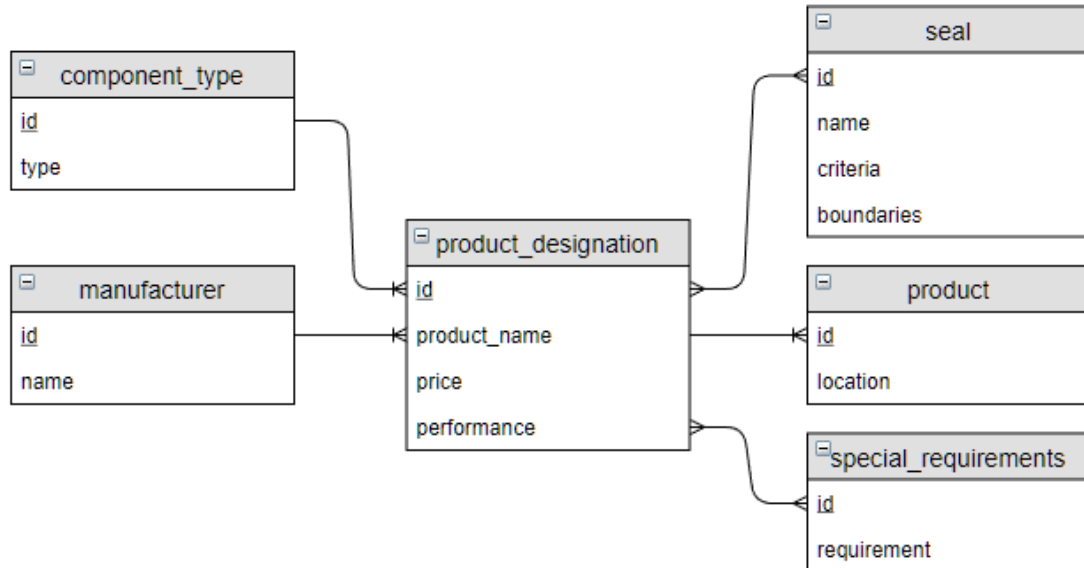 component_type
id
type
manufacturer
id
name
product_designation
id
product_name
price
performance
seal
id
name
criteria
boundaries
product
id
location
special_requirements
id
requirement